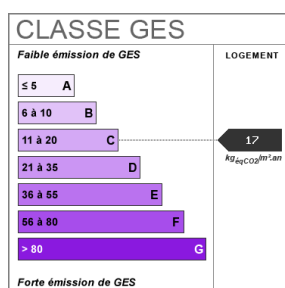 CLASSE GES
Faible émission de GES
LOGEMENT
≤ 5 A
6 à 10 B
11 à 20 C
17
kgéqCO2/m².an
21 à 35 D
36 à 55 E
56 à 80 F
> 80 G
Forte émission de GES